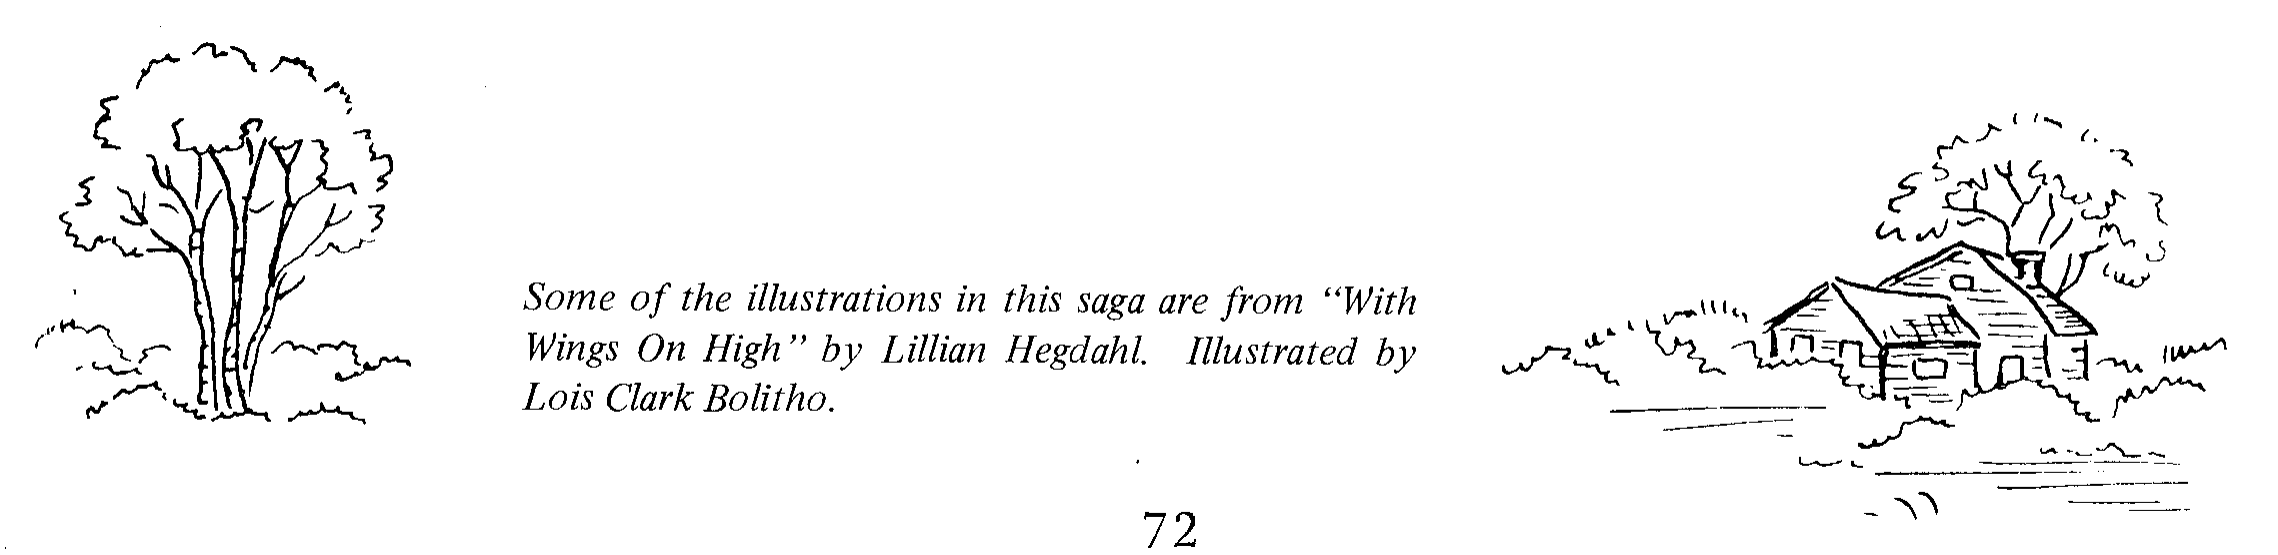 Some of the illustrations in this saga are from “With
Wings On High” by Lillian Hegdahl. Illustrated by
Lois Clark Bolitho.
72